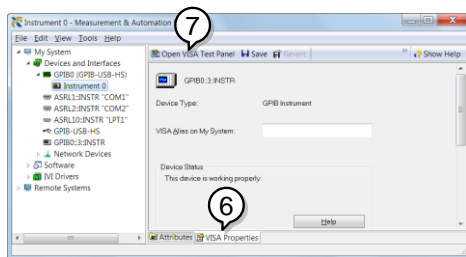 Instrument 0 - Measurement & Automation
7
File Edit View Tools Help
My System
Devices and Interfaces
GPIB0 (GPIB-USB-HS)
Instrument 0
ASRL1:INSTR "COM1"
ASRL2:INSTR "COM2"
ASRL10:INSTR "LPT1"
GPIB-USB-HS
GPIB0::3::INSTR
Network Devices
Software
IVI Drivers
Remote Systems
Open VISA Test Panel Save Revert
Show Help
GPIB0::3::INSTR
Device Type: GPIB Instrument
VISA Alias on My System:
Device Status
This device is working properly.
6
Help
Attributes VISA Properties